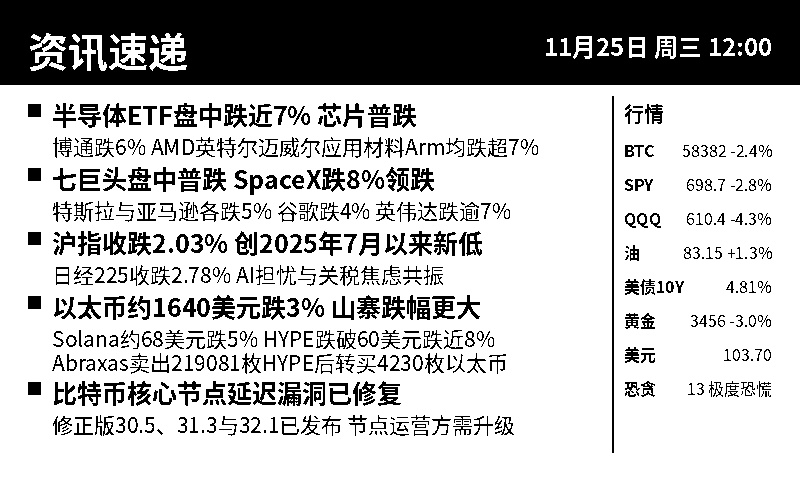 资讯速递
11月25日 周三 12:00
■ 半导体ETF盘中跌近7% 芯片普跌
博通跌6% AMD英特尔迈威尔应用材料Arm均跌超7%
■ 七巨头盘中普跌 SpaceX跌8%领跌
特斯拉与亚马逊各跌5% 谷歌跌4% 英伟达跌逾7%
■ 沪指收跌2.03% 创2025年7月以来新低
日经225收跌2.78% AI担忧与关税焦虑共振
■ 以太币约1640美元跌3% 山寨跌幅更大
Solana约68美元跌5% HYPE跌破60美元跌近8%
Abraxas卖出219081枚HYPE后转买4230枚以太币
■ 比特币核心节点延迟漏洞已修复
修正版30.5、31.3与32.1已发布 节点运营方需升级
行情
BTC 58382 -2.4%
SPY 698.7 -2.8%
QQQ 610.4 -4.3%
油 83.15 +1.3%
美债10Y 4.81%
黄金 3456 -3.0%
美元 103.70
恐贪 13 极度恐慌